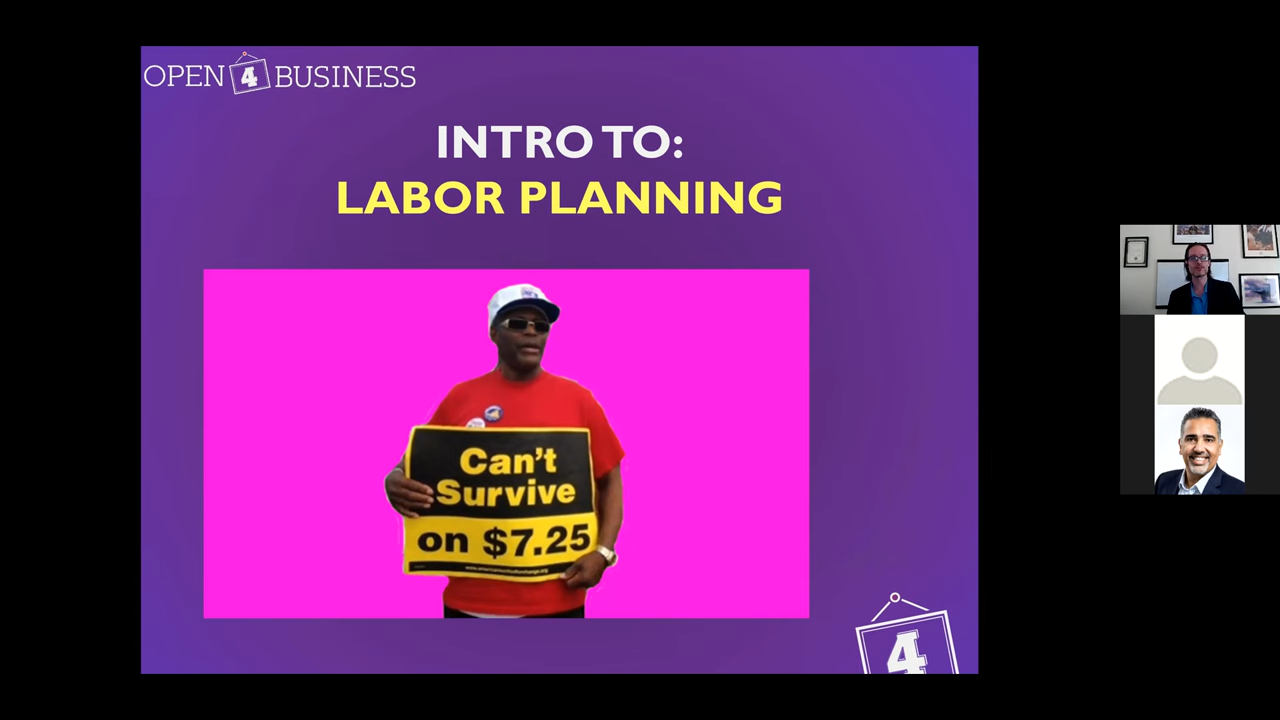 OPEN 4 BUSINESS
INTRO TO:
LABOR PLANNING
Can't
Survive
on $7.25
4